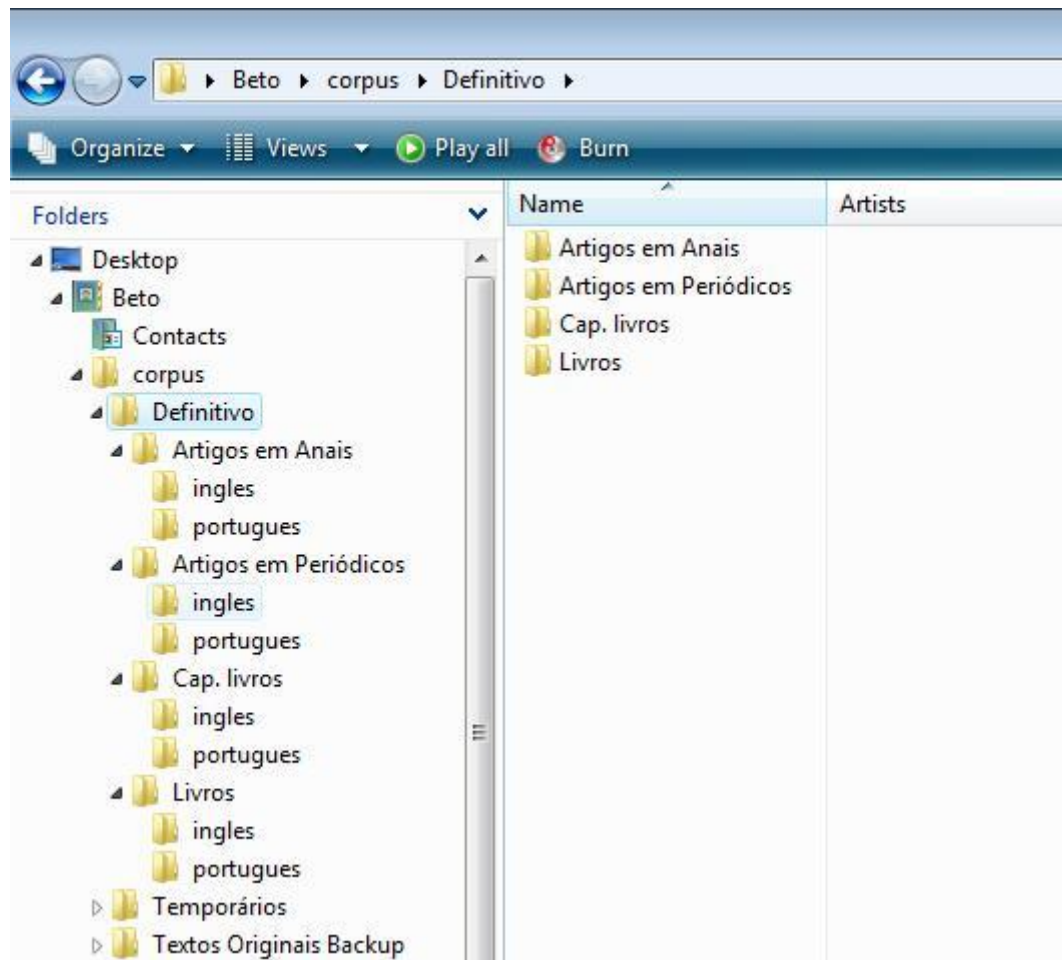 Beto corpus Definitivo
Organize Views Play all Burn
Folders
Desktop
Beto
Contacts
corpus
Definitivo
Artigos em Anais
ingles
portugues
Artigos em Periódicos
ingles
portugues
Cap. livros
ingles
portugues
Livros
ingles
portugues
Temporários
Textos Originais Backup
Name Artists
Artigos em Anais
Artigos em Periódicos
Cap. livros
Livros